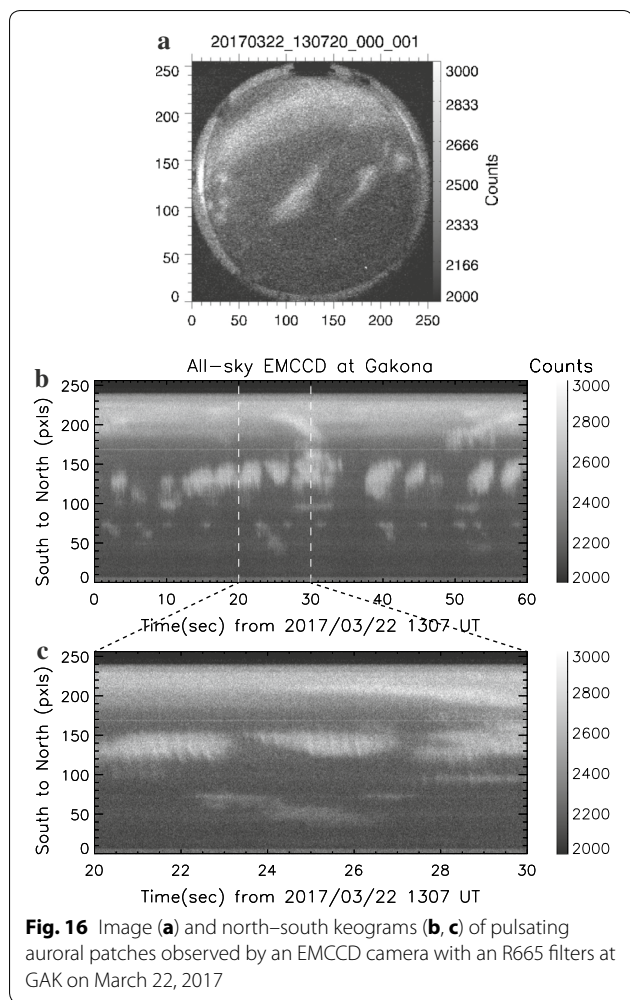 a 20170322_130720_000_001
250
200
150
100
50
0
0 50 100 150 200 250
3000
2833
2666
2500
2333
2166
2000
Counts
b All-sky EMCCD at Gakona Counts
South to North (pxls)
250
200
150
100
50
0
0 10 20 30 40 50 60
3000
2800
2600
2400
2200
2000
Time(sec) from 2017/03/22 1307 UT
c
South to North (pxls)
250
200
150
100
50
0
20 22 24 26 28 30
3000
2800
2600
2400
2200
2000
Time(sec) from 2017/03/22 1307 UT
Fig. 16 Image (a) and north–south keograms (b, c) of pulsating
auroral patches observed by an EMCCD camera with an R665 filters at
GAK on March 22, 2017